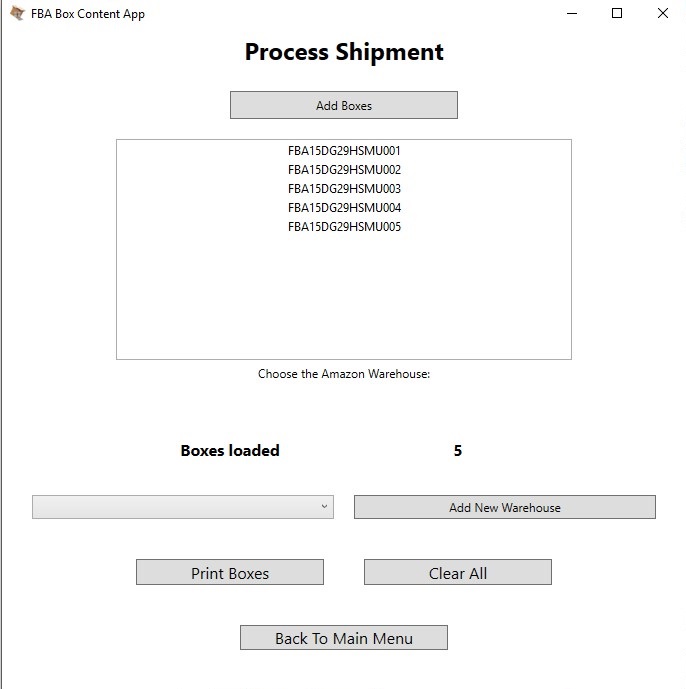 FBA Box Content App
Process Shipment
Add Boxes
FBA15DG29HSMU001
FBA15DG29HSMU002
FBA15DG29HSMU003
FBA15DG29HSMU004
FBA15DG29HSMU005
Choose the Amazon Warehouse:
Boxes loaded 5
Add New Warehouse
Print Boxes Clear All
Back To Main Menu